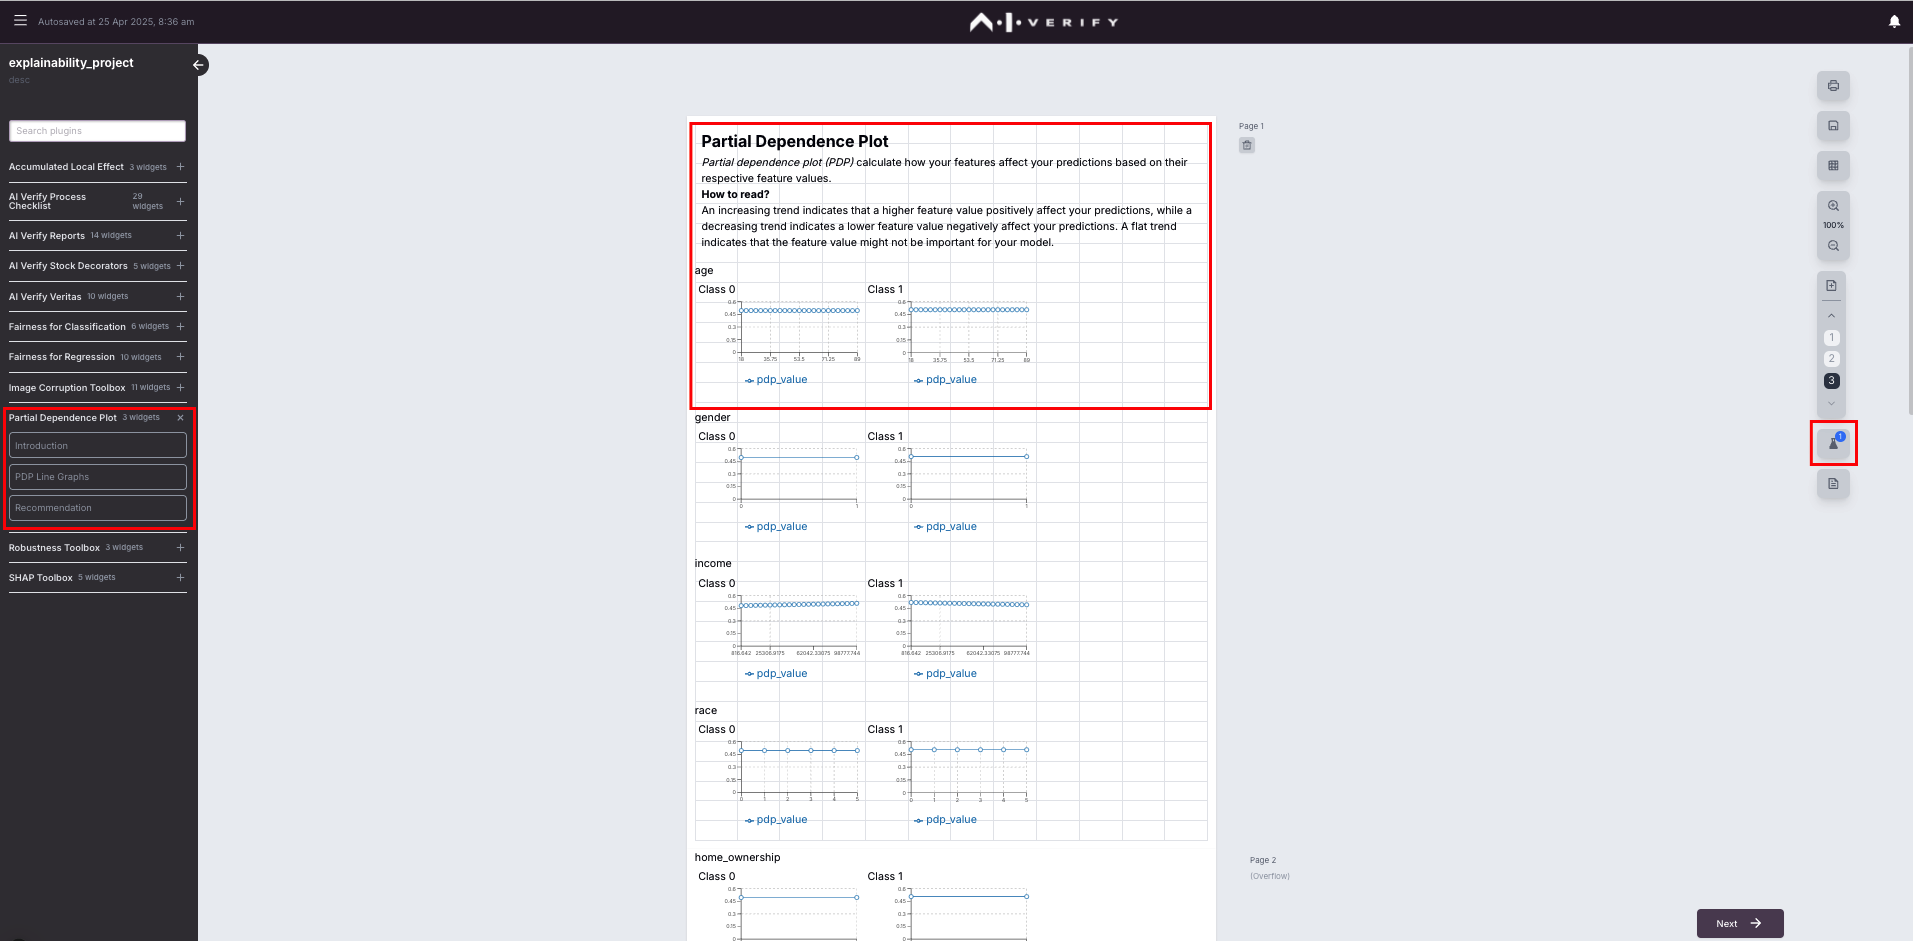 Autosaved at 25 Apr 2025, 8:36 am
A·I·VERIFY
explainability_project
desc
Search plugins
Accumulated Local Effect 3 widgets
AI Verify Process Checklist 29 widgets
AI Verify Reports 14 widgets
AI Verify Stock Decorators 5 widgets
AI Verify Veritas 10 widgets
Fairness for Classification 6 widgets
Fairness for Regression 10 widgets
Image Corruption Toolbox 11 widgets
Partial Dependence Plot 3 widgets
Introduction
PDP Line Graphs
Recommendation
Robustness Toolbox 3 widgets
SHAP Toolbox 5 widgets
Partial Dependence Plot
Partial dependence plot (PDP) calculate how your features affect your predictions based on their
respective feature values.
How to read?
An increasing trend indicates that a higher feature value positively affect your predictions, while a
decreasing trend indicates a lower feature value negatively affect your predictions. A flat trend
indicates that the feature value might not be important for your model.
age
Class 0 Class 1
0.6 0.6
0.45 0.45
0.3 0.3
0.15 0.15
0 0
18 35.75 53.5 71.25 89 18 35.75 53.5 71.25 89
pdp_value pdp_value
gender
Class 0 Class 1
0.6 0.6
0.45 0.45
0.3 0.3
0.15 0.15
0 0
0 1 0 1
pdp_value pdp_value
income
Class 0 Class 1
0.6 0.6
0.45 0.45
0.3 0.3
0.15 0.15
0 0
816.642 25306.9175 62042.33075 98777.744 816.642 25306.9175 62042.33075 98777.744
pdp_value pdp_value
race
Class 0 Class 1
0.6 0.6
0.45 0.45
0.3 0.3
0.15 0.15
0 0
0 1 2 3 4 5 0 1 2 3 4 5
pdp_value pdp_value
home_ownership
Class 0 Class 1
0.6 0.6
0.45 0.45
0.3 0.3
0.15 0.15
0 0
Page 1
Page 2
(Overflow)
100%
1
2
3
1
Next